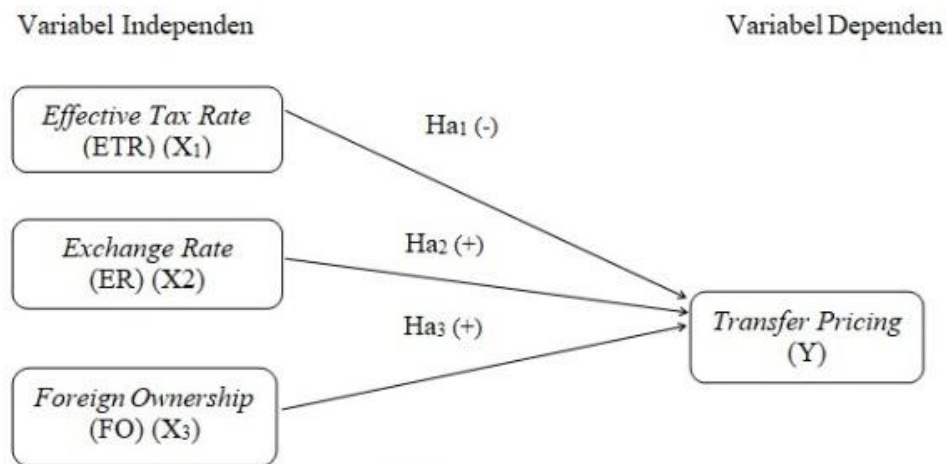 Variabel Independen
Variabel Dependen
Effective Tax Rate
(ETR) (X₁)
Ha₁ (-)
Exchange Rate
(ER) (X2)
Ha₂ (+)
Ha₃ (+)
Transfer Pricing
(Y)
Foreign Ownership
(FO) (X₃)